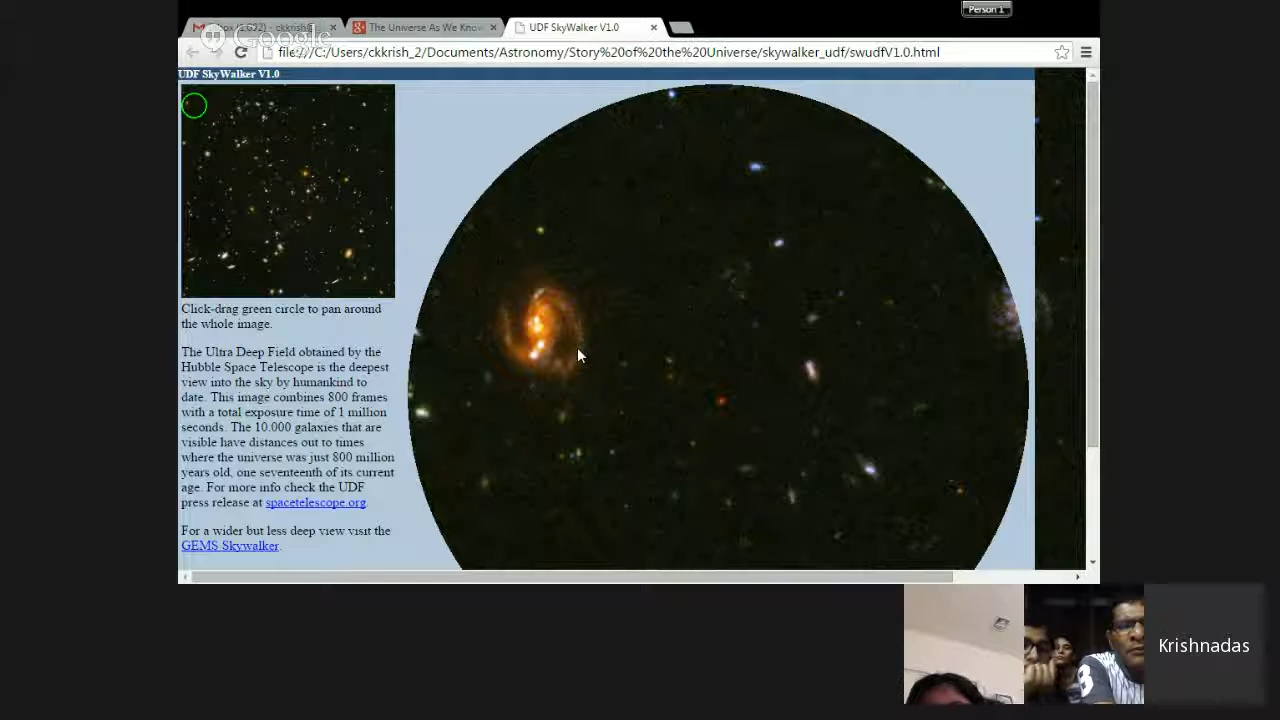 Person 1
box (1,692) - ckkrish
The Universe As We Know
UDF SkyWalker V1.0
Google
file:///C:/Users/ckkrish_2/Documents/Astronomy/Story%20of%20the%20Universe/skywalker_udf/swudfV1.0.html
UDF SkyWalker V1.0
Click-drag green circle to pan around
the whole image.
The Ultra Deep Field obtained by the
Hubble Space Telescope is the deepest
view into the sky by humankind to
date. This image combines 800 frames
with a total exposure time of 1 million
seconds. The 10.000 galaxies that are
visible have distances out to times
where the universe was just 800 million
years old, one seventeenth of its current
age. For more info check the UDF
press release at spacetelescope.org.
For a wider but less deep view visit the
GEMS Skywalker.
3
Krishnadas